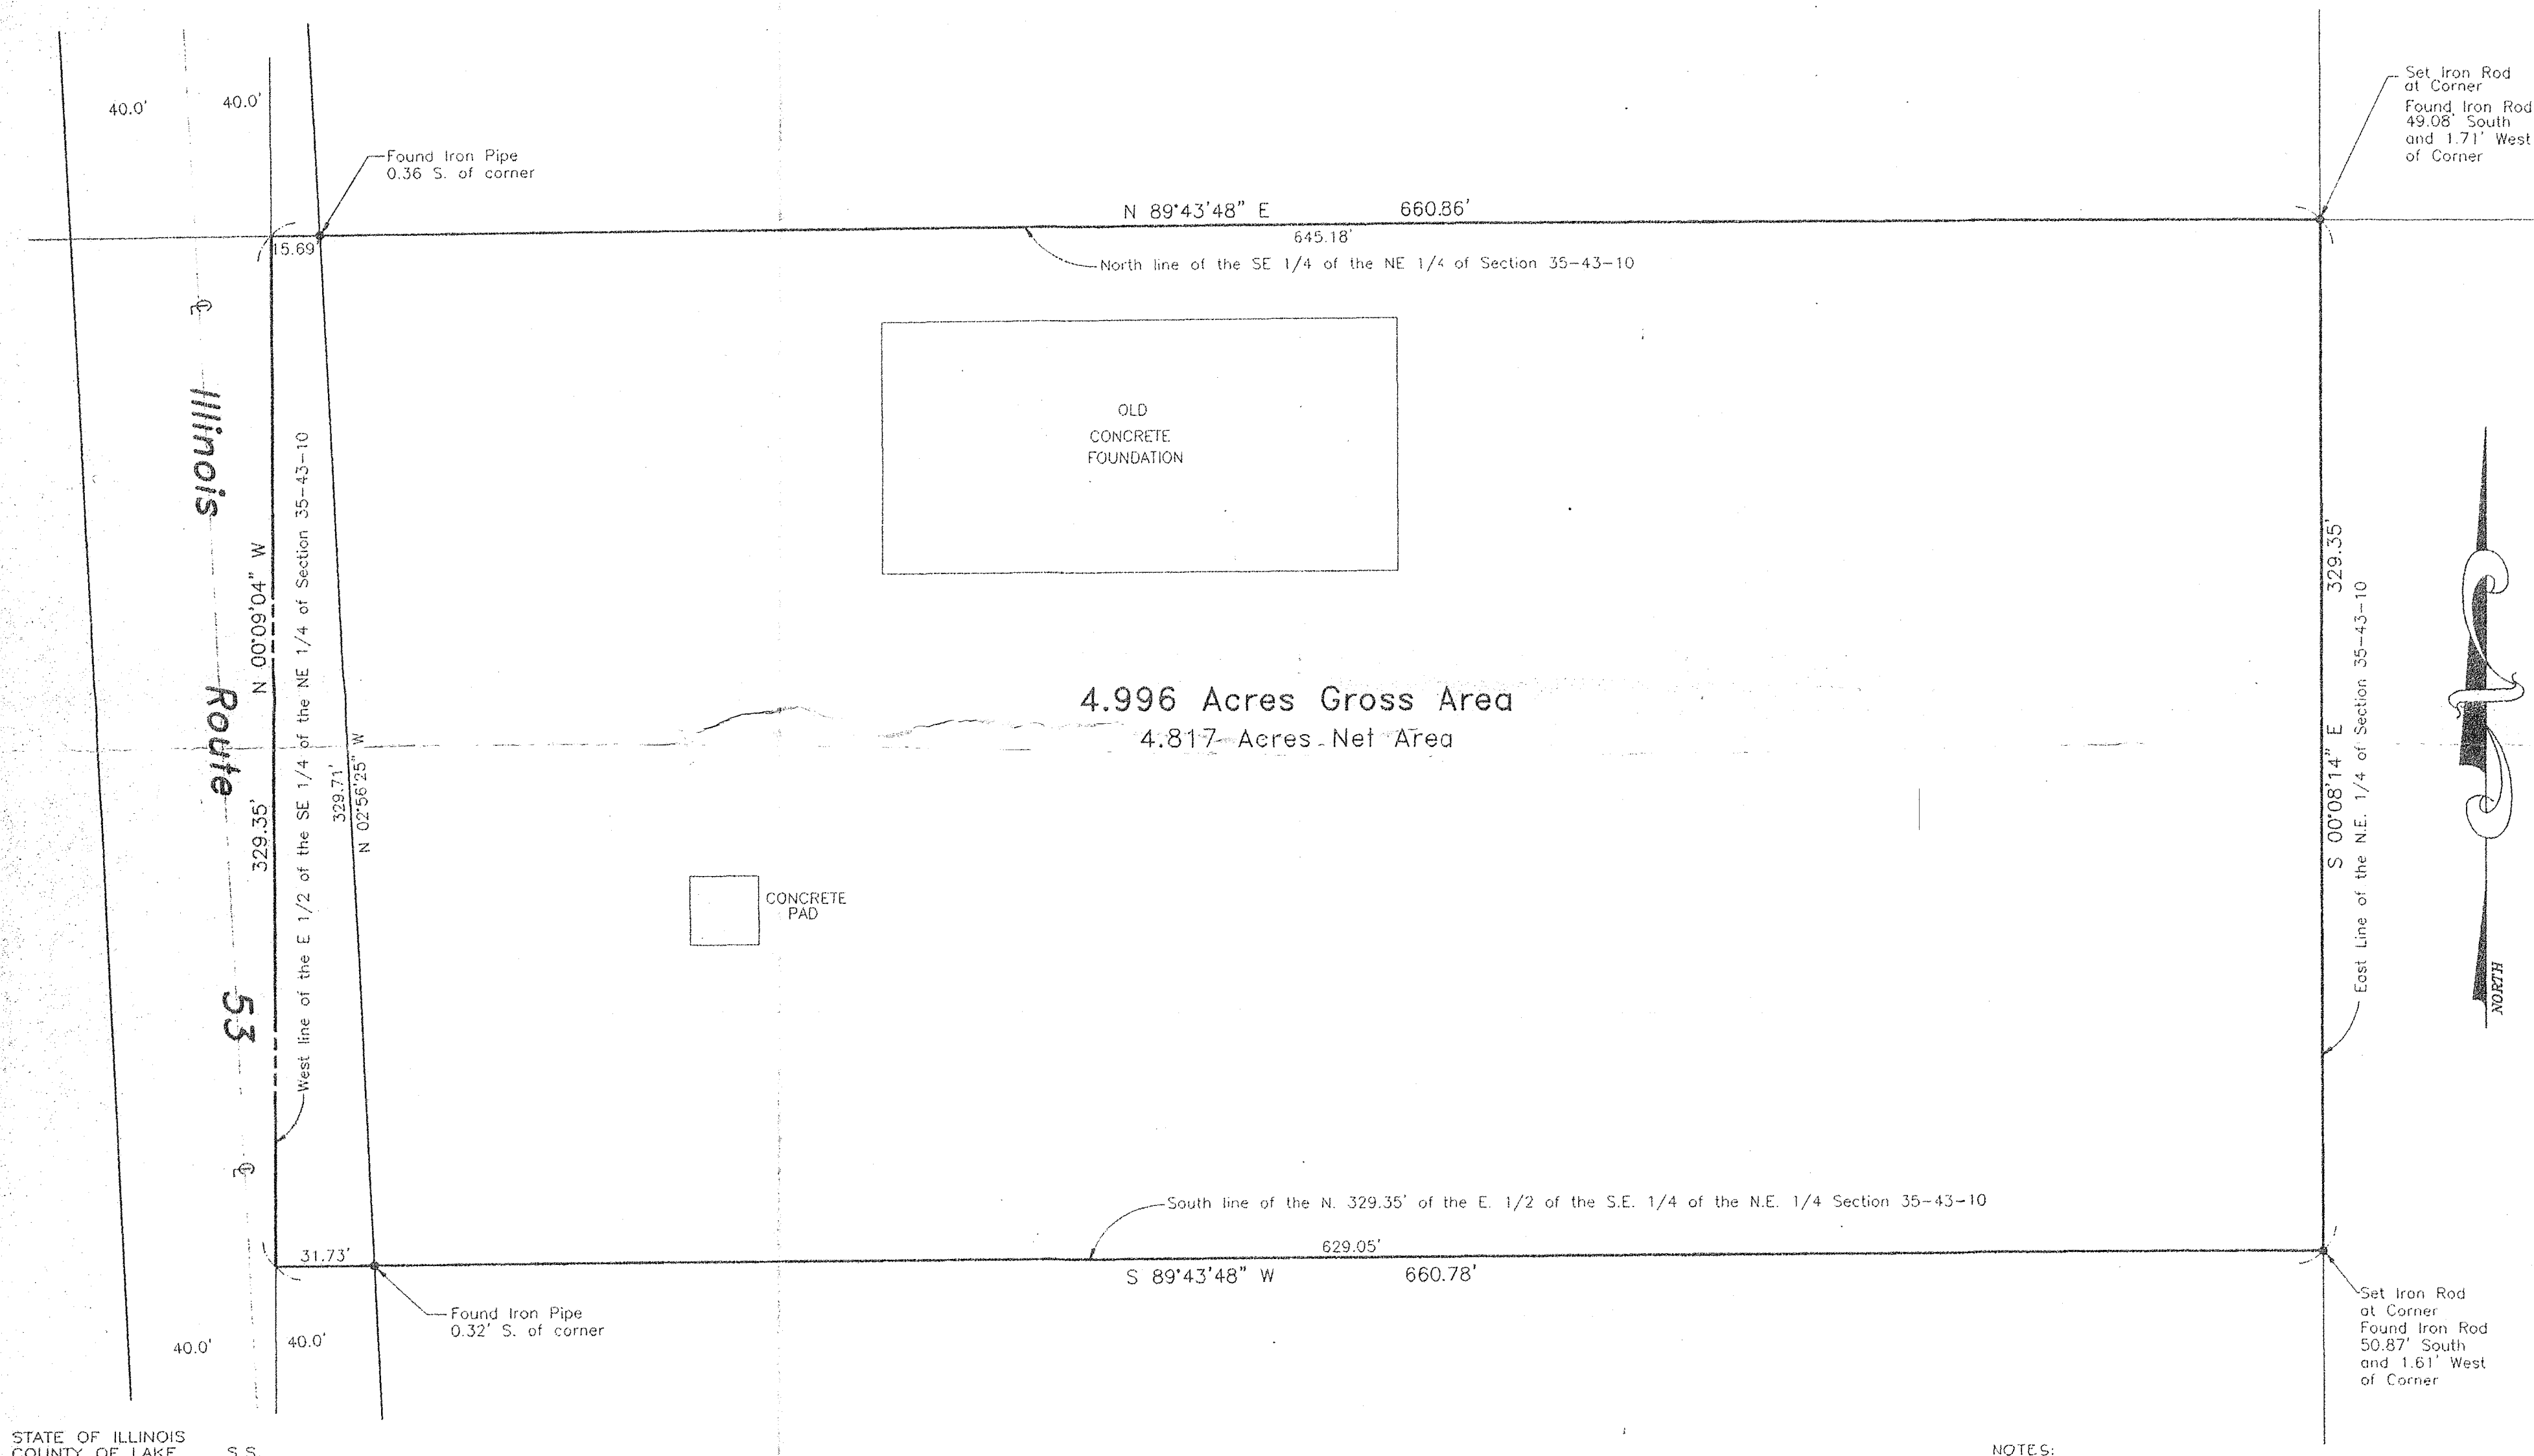 40.0'
40.0'
Set Iron Rod
at Corner
Found Iron Rod
49.08' South
and 1.71' West
of Corner
Found Iron Pipe
0.36 S. of corner
N 89°43'48" E 660.86'
645.18'
15.69
North line of the SE 1/4 of the NE 1/4 of Section 35-43-10
OLD
CONCRETE
FOUNDATION
Illinois Route 53
N 00°09'04" W 329.35'
West line of the E 1/2 of the SE 1/4 of the NE 1/4 of Section 35-43-10
329.71'
N 02°56'25" W
4.996 Acres Gross Area
4.817 Acres Net Area
CONCRETE
PAD
S 00°08'14" E 329.35'
East Line of the N.E. 1/4 of Section 35-43-10
NORTH
South line of the N. 329.35' of the E. 1/2 of the S.E. 1/4 of the N.E. 1/4 Section 35-43-10
31.73'
629.05'
S 89°43'48" W 660.78'
Found Iron Pipe
0.32' S. of corner
40.0'
40.0'
Set Iron Rod
at Corner
Found Iron Rod
50.87' South
and 1.61' West
of Corner
STATE OF ILLINOIS
COUNTY OF LAKE S.S.
NOTES: